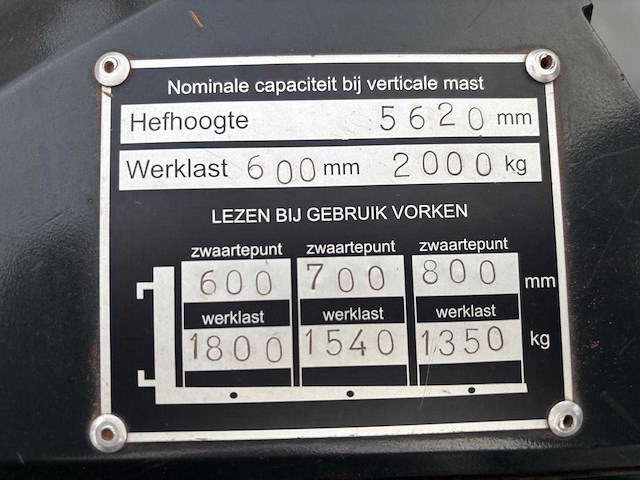 Nominale capaciteit bij verticale mast
Hefhoogte 5620 mm
Werklast 600 mm 2000 kg
LEZEN BIJ GEBRUIK VORKEN
zwaartepunt zwaartepunt zwaartepunt
600 700 800 mm
werklast werklast werklast
1800 1540 1350 kg